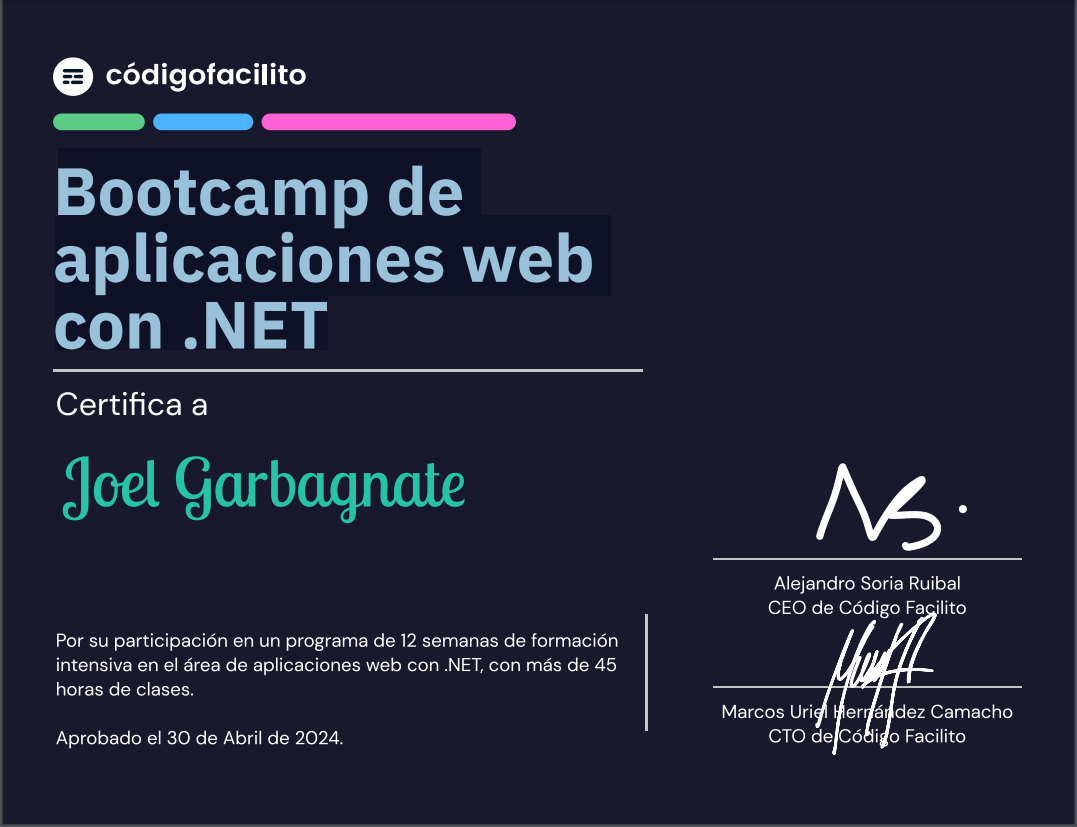 códigofacilito
Bootcamp de
aplicaciones web
con .NET
Certifica a
Joel Garbagnate
Por su participación en un programa de 12 semanas de formación
intensiva en el área de aplicaciones web con .NET, con más de 45
horas de clases.
Aprobado el 30 de Abril de 2024.
Alejandro Soria Ruibal
CEO de Código Facilito
Marcos Uriel Hernández Camacho
CTO de Código Facilito